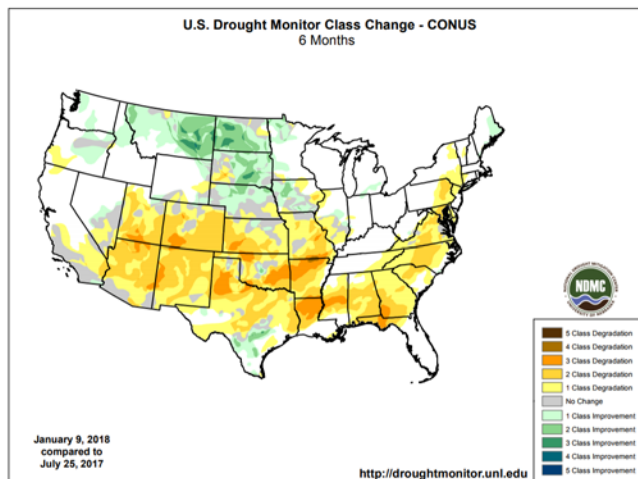 U.S. Drought Monitor Class Change - CONUS
6 Months
NDMC
5 Class Degradation
4 Class Degradation
3 Class Degradation
2 Class Degradation
1 Class Degradation
No Change
1 Class Improvement
2 Class Improvement
3 Class Improvement
4 Class Improvement
5 Class Improvement
January 9, 2018
compared to
July 25, 2017
http://droughtmonitor.unl.edu